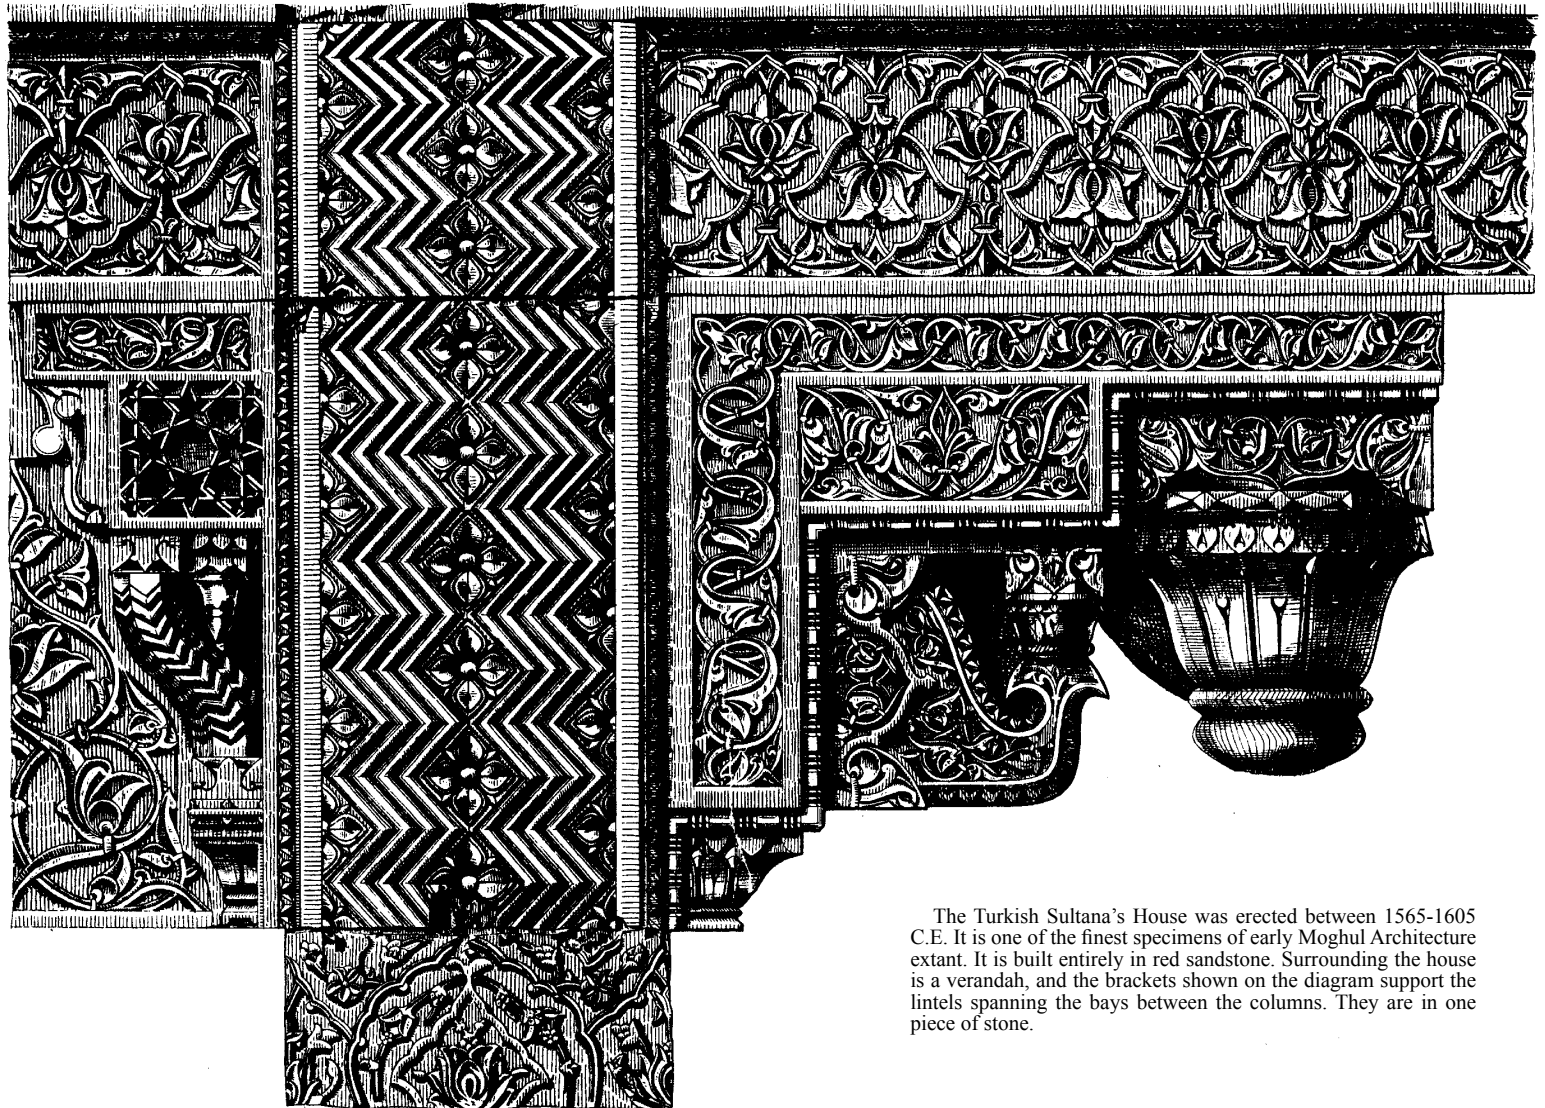 The Turkish Sultana’s House was erected between 1565-1605
C.E. It is one of the finest specimens of early Moghul Architecture
extant. It is built entirely in red sandstone. Surrounding the house
is a verandah, and the brackets shown on the diagram support the
lintels spanning the bays between the columns. They are in one
piece of stone.